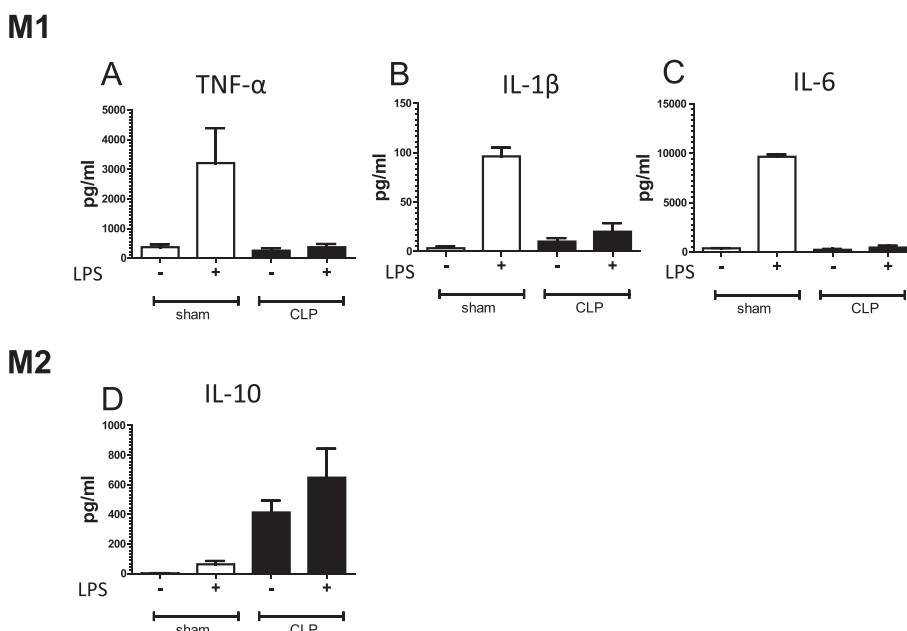 M1
A TNF-α
B IL-1β
C IL-6
pg/ml
5000
4000
3000
2000
1000
0
LPS - + - +
sham CLP
pg/ml
150
100
50
0
- + - +
sham CLP
pg/ml
15000
10000
5000
0
LPS - + - +
sham CLP
M2
D IL-10
pg/ml
1000
800
600
400
200
0
LPS - + - +
sham CLP